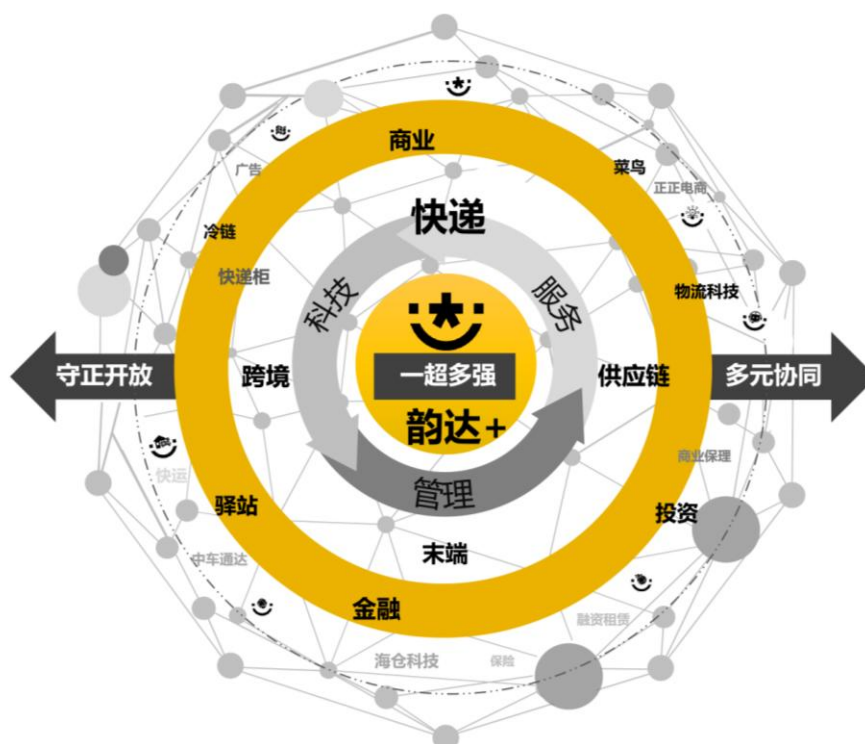 商业
菜鸟
广告
正正电商
冷链
快递
快递柜
科技
服务
物流科技
守正开放
跨境
一超多强
供应链
多元协同
韵达+
商业保理
快运
管理
驿站
投资
末端
中车通达
金融
融资租赁
海仓科技
保险